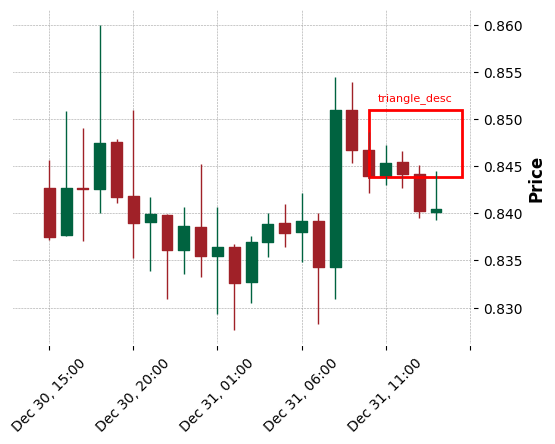 0.860
0.855
triangle_desc
0.850
0.845
0.840
0.835
0.830
Price
Dec 30, 15:00
Dec 30, 20:00
Dec 31, 01:00
Dec 31, 06:00
Dec 31, 11:00